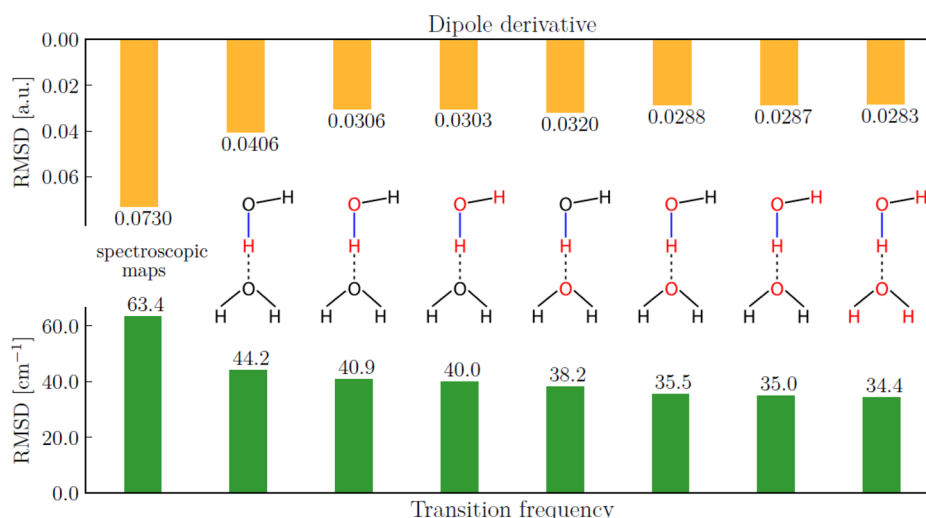 Dipole derivative
0.00
0.02
0.04
0.06
RMSD [a.u.]
0.0730
0.0406
0.0306
0.0303
0.0320
0.0288
0.0287
0.0283
spectroscopic
maps
O H
H
O
H H
O H
H
O
H H
O H
H
O
H H
O H
H
O
H H
O H
H
O
H H
O H
H
O
H H
O H
H
O
H H
60.0
40.0
20.0
0.0
RMSD [cm⁻¹]
63.4
44.2
40.9
40.0
38.2
35.5
35.0
34.4
Transition frequency